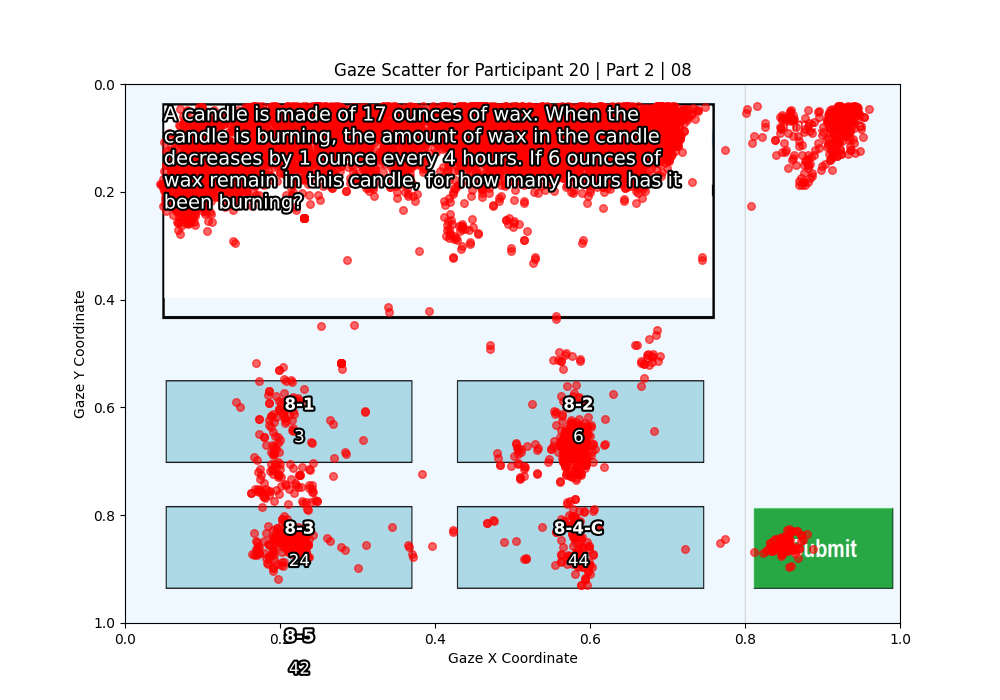 Gaze Scatter for Participant 20 | Part 2 | 08
A candle is made of 17 ounces of wax. When the
candle is burning, the amount of wax in the candle
decreases by 1 ounce every 4 hours. If 6 ounces of
wax remain in this candle, for how many hours has it
been burning?
Gaze Y Coordinate
0.0
0.2
0.4
0.6
0.8
1.0
8-1
3
8-2
6
8-3
24
8-4-C
44
Submit
0.0
0.2
0.4
0.6
0.8
1.0
8-5
42
Gaze X Coordinate